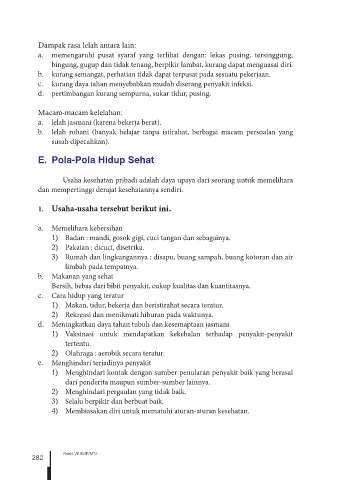 Dampak rasa lelah antara lain:
a. memengaruhi pusat syaraf yang terlihat dengan: lekas pusing, tersinggung,
bingung, gugup dan tidak tenang, berpikir lambat, kurang dapat menguasai diri.
b. kurang semangat, perhatian tidak dapat terpusat pada sesuatu pekerjaan.
c. kurang daya tahan menyebabkan mudah diserang penyakit infeksi.
d. pertimbangan kurang sempurna, sukar tidur, pusing.
Macam-macam kelelahan:
a. lelah jasmani (karena bekerja berat).
b. lelah rohani (banyak belajar tanpa istirahat, berbagai macam persoalan yang
susah dipecahkan).
E. Pola-Pola Hidup Sehat
Usaha kesehatan pribadi adalah daya upaya dari seorang untuk memelihara
dan mempertinggi derajat kesehatannya sendiri.
1. Usaha-usaha tersebut berikut ini.
a. Memelihara kebersihan
1) Badan : mandi, gosok gigi, cuci tangan dan sebagainya.
2) Pakaian : dicuci, disetrika.
3) Rumah dan lingkungannya : disapu, buang sampah, buang kotoran dan air
limbah pada tempatnya.
b. Makanan yang sehat
Bersih, bebas dari bibit penyakit, cukup kualitas dan kuantitasnya.
c. Cara hidup yang teratur
1) Makan, tidur, bekerja dan beristirahat secara teratur.
2) Rekreasi dan menikmati hiburan pada waktunya.
d. Meningkatkan daya tahan tubuh dan kesemaptaan jasmani
1) Vaksinasi untuk mendapatkan kekebalan terhadap penyakit-penyakit
tertentu.
2) Olahraga : aerobik secara teratur.
e. Menghindari terjadinya penyakit
1) Menghindari kontak dengan sumber penularan penyakit baik yang berasal
dari penderita maupun sumber-sumber lainnya.
2) Menghindari pergaulan yang tidak baik.
3) Selalu berpikir dan berbuat baik.
4) Membiasakan diri untuk mematuhi aturan-aturan kesehatan.
282
Kelas VII SMP/MTs